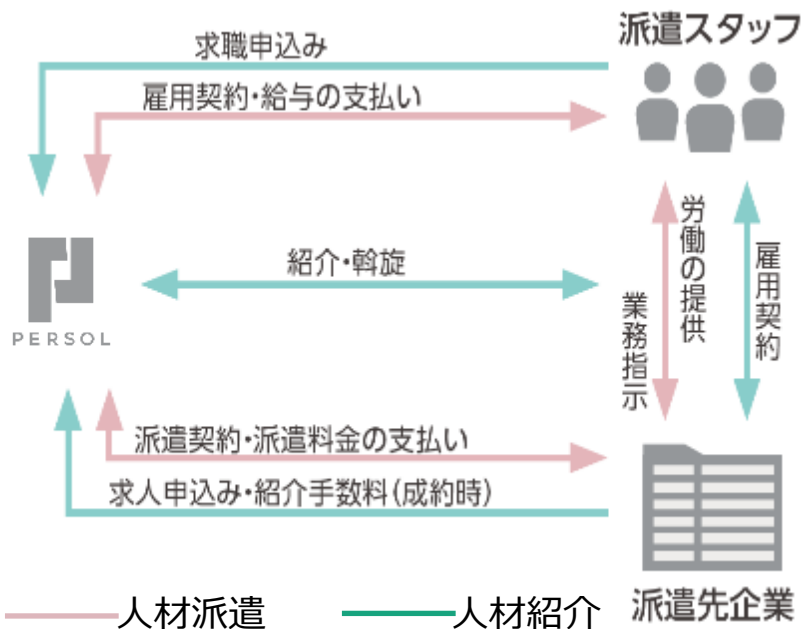 派遣スタッフ
求職申込み
雇用契約・給与の支払い
紹介・斡旋
労働の提供
業務指示
雇用契約
PERSOL
派遣契約・派遣料金の支払い
求人申込み・紹介手数料(成約時)
派遣先企業
人材派遣
人材紹介